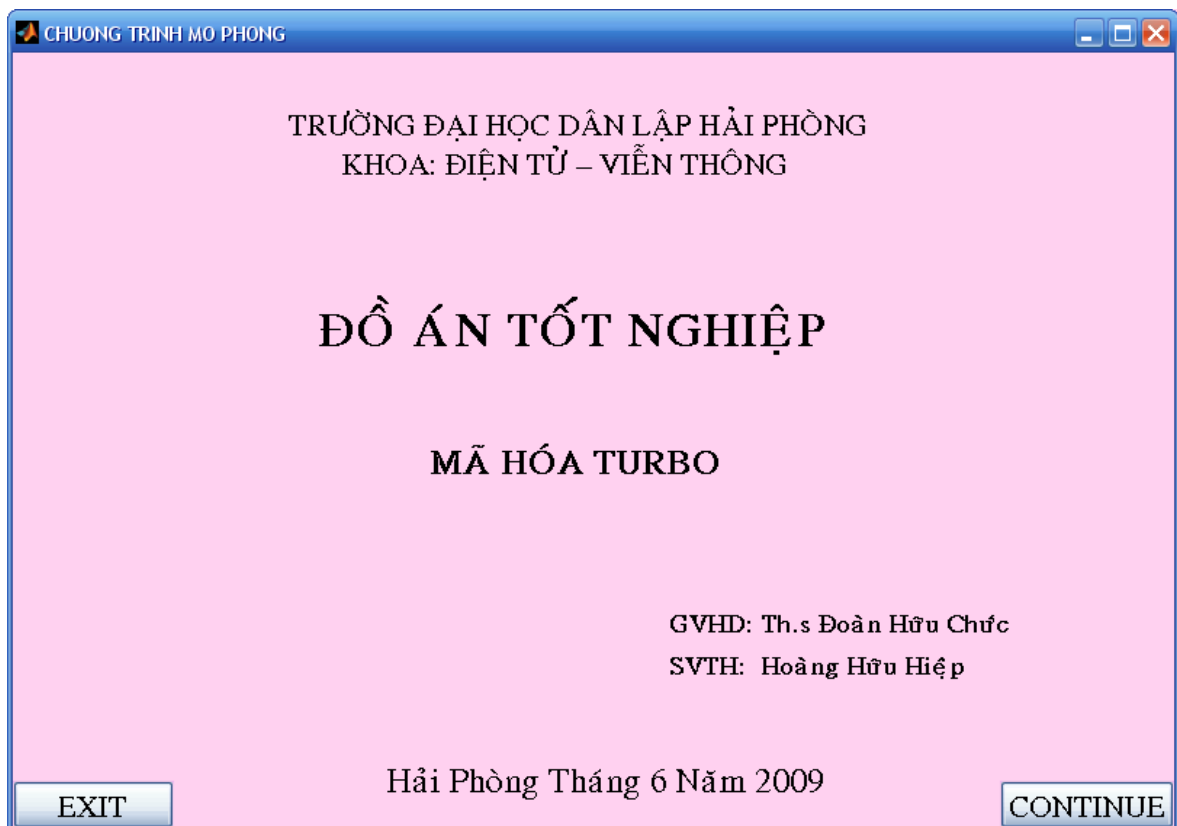 CHUONG TRINH MO PHONG
TRƯỜNG ĐẠI HỌC DÂN LẬP HẢI PHÒNG
KHOA: ĐIỆN TỬ – VIỄN THÔNG
ĐỒ ÁN TỐT NGHIỆP
MÃ HÓA TURBO
GVHD: Th.s Đoàn Hữu Chức
SVTH: Hoàng Hữu Hiệp
Hải Phòng Tháng 6 Năm 2009
EXIT
CONTINUE